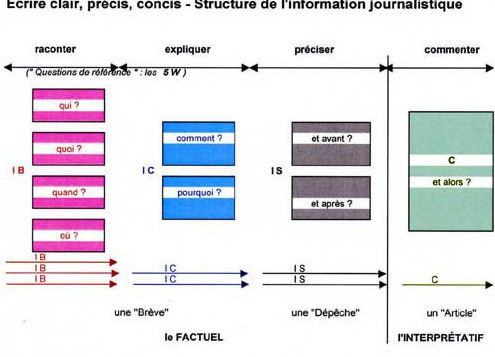 Ecrire clair, précis, concis - Structure de l'information journalistique
raconter expliquer préciser commenter
(" Questions de référence " : les 5 W )
qui ?
quoi ?
comment ?
et avant ?
I B
I C
I S
C
quand ?
pourquoi ?
et alors ?
et après ?
où ?
I B
I B I C I S
I B I C I S C
une "Brève" une "Dépêche" un "Article"
le FACTUEL l'INTERPRÉTATIF